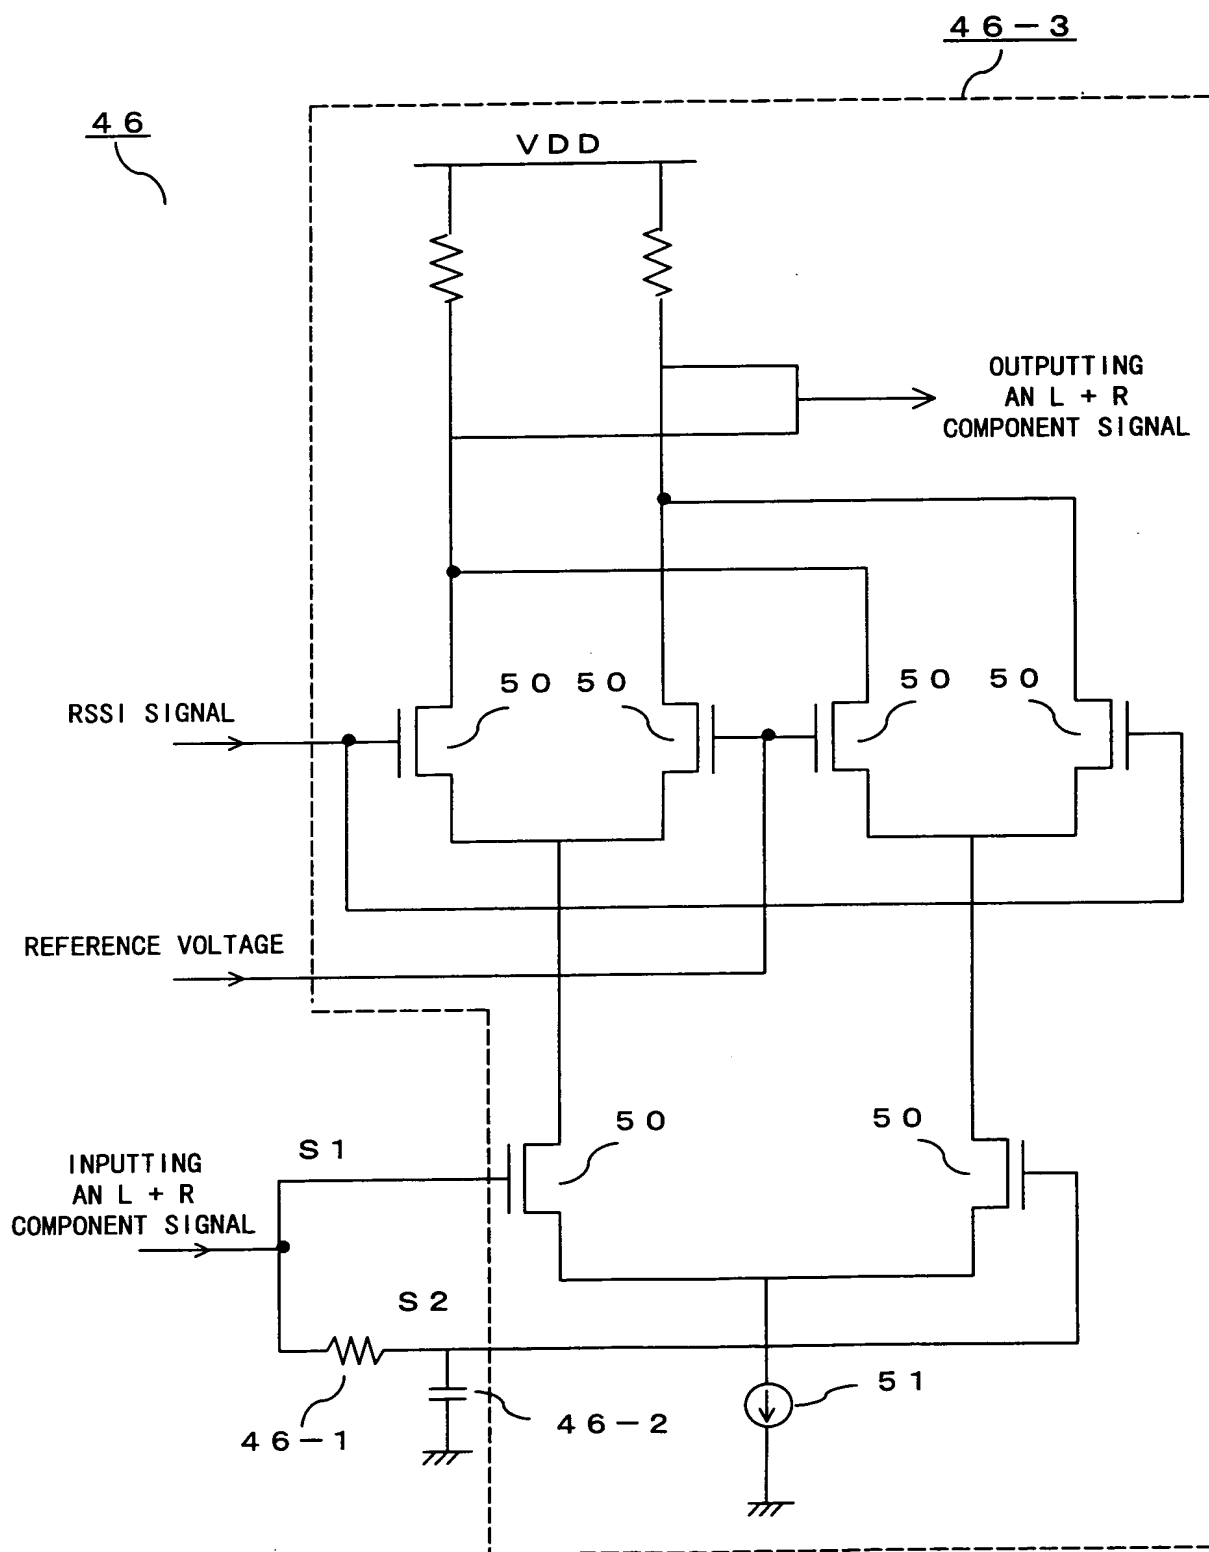 46-3
46
VDD
OUTPUTTING
AN L + R
COMPONENT SIGNAL
50 50 50 50
RSSI SIGNAL
REFERENCE VOLTAGE
50 50
S1
INPUTTING
AN L + R
COMPONENT SIGNAL
S2
51
46-1 46-2